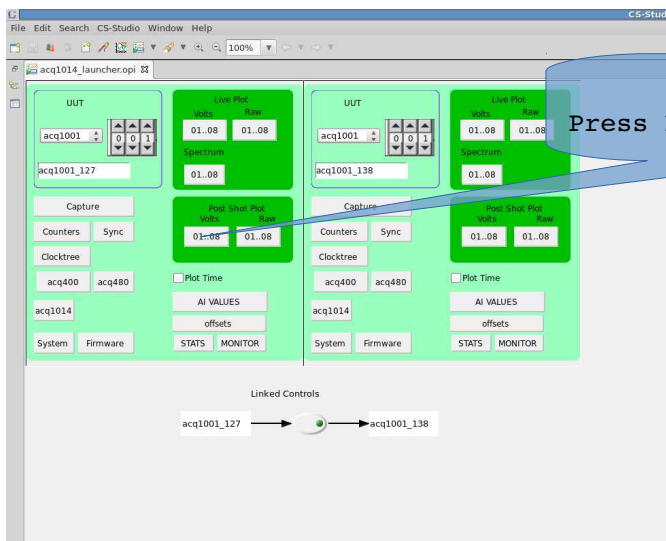 CS-Stud
File Edit Search CS-Studio Window Help
100%
acq1014_launcher.opi
UUT
acq1001
0 0 1
acq1001_127
Capture
Counters Sync
Clocktree
acq400 acq480
acq1014
System Firmware
Live Plot
Volts Raw
01..08 01..08
Spectrum
01..08
Post Shot Plot
Volts Raw
01..08 01..08
Plot Time
AI VALUES
offsets
STATS MONITOR
UUT
acq1001
0 0 1
acq1001_138
Capture
Counters Sync
Clocktree
acq400 acq480
acq1014
System Firmware
Live Plot
Volts Raw
01..08 01..08
Spectrum
01..08
Post Shot Plot
Volts Raw
01..08 01..08
Plot Time
AI VALUES
offsets
STATS MONITOR
Press
Linked Controls
acq1001_127 acq1001_138